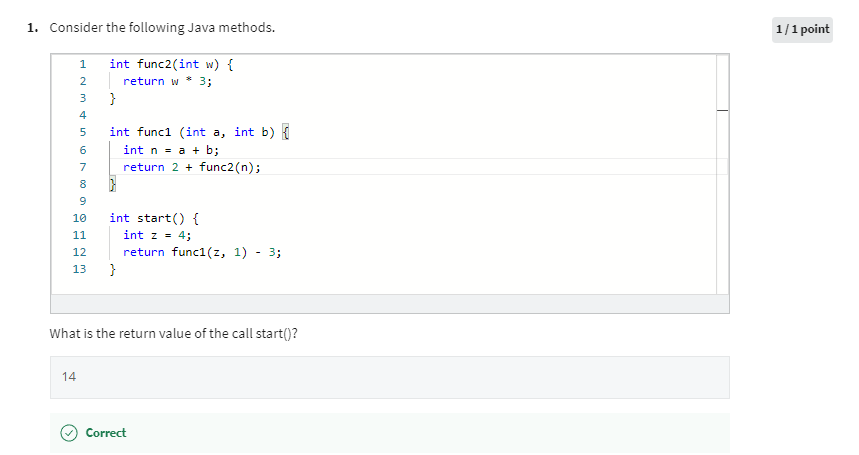 1. Consider the following Java methods.
1 / 1 point
1 int func2(int w) {
2 return w * 3;
3 }
4
5 int func1 (int a, int b) {
6 int n = a + b;
7 return 2 + func2(n);
8 }
9
10 int start() {
11 int z = 4;
12 return func1(z, 1) - 3;
13 }
What is the return value of the call start()?
14
Correct